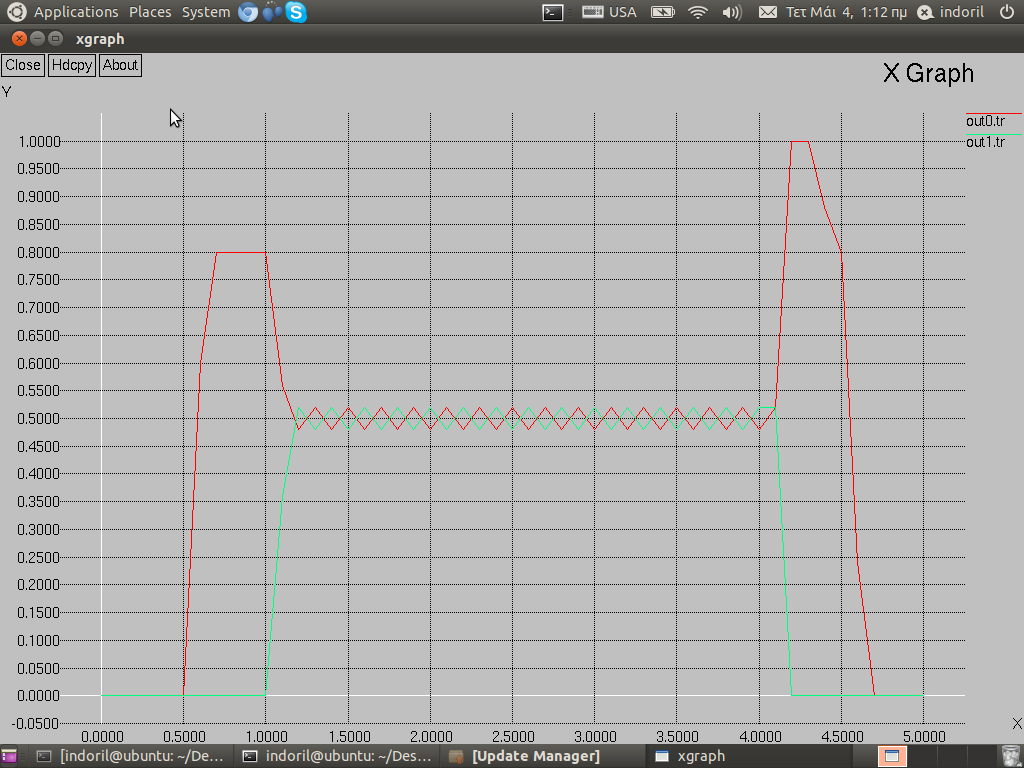 Applications Places System USA Τετ Μάι 4, 1:12 πμ indoril
xgraph
Close Hdcpy About
X Graph
Y
out0.tr
out1.tr
1.0000
0.9500
0.9000
0.8500
0.8000
0.7500
0.7000
0.6500
0.6000
0.5500
0.5000
0.4500
0.4000
0.3500
0.3000
0.2500
0.2000
0.1500
0.1000
0.0500
0.0000
-0.0500
X
0.0000 0.5000 1.0000 1.5000 2.0000 2.5000 3.0000 3.5000 4.0000 4.5000 5.0000
[indoril@ubuntu: ~/De... indoril@ubuntu: ~/Des... [Update Manager] xgraph